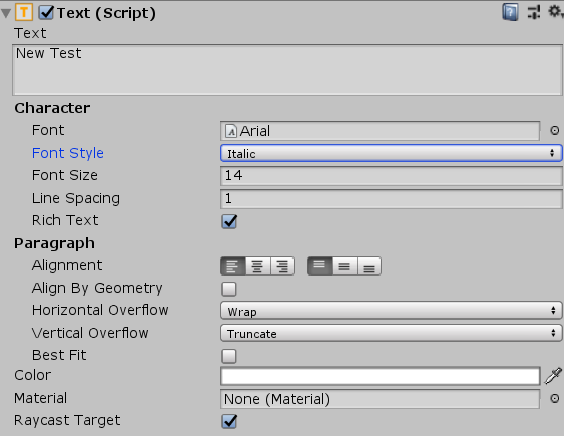 Text (Script)
Text
New Test
Character
Font Arial
Font Style Italic
Font Size 14
Line Spacing 1
Rich Text
Paragraph
Alignment
Align By Geometry
Horizontal Overflow Wrap
Vertical Overflow Truncate
Best Fit
Color
Material None (Material)
Raycast Target